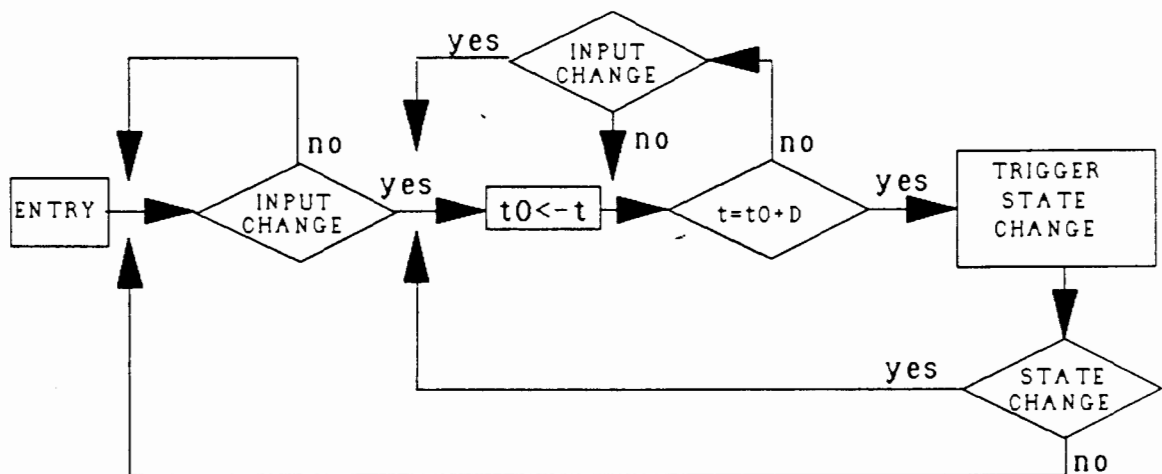 yes
INPUT
CHANGE
no
no
no
ENTRY
INPUT
CHANGE
yes
t0<-t
t=t0+D
yes
TRIGGER
STATE
CHANGE
yes
STATE
CHANGE
no